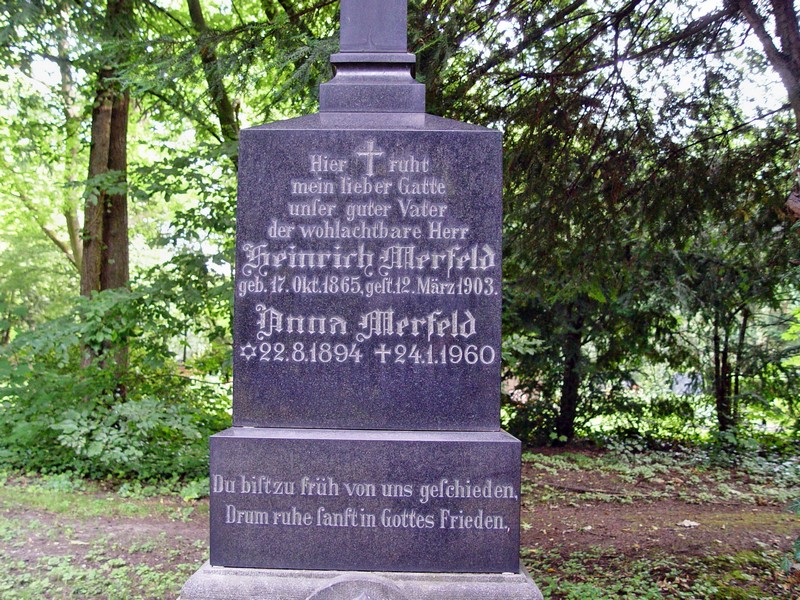 Hier ruht
mein lieber Gatte
unſer guter Vater
der wohlachtbare Herr
Heinrich Merfeld
geb. 17. Okt. 1865, geſt. 12. März 1903.
Anna Merfeld
✡22.8.1894 ✝24.1.1960
Du biſt zu früh von uns geſchieden,
Drum ruhe ſanft in Gottes Frieden.